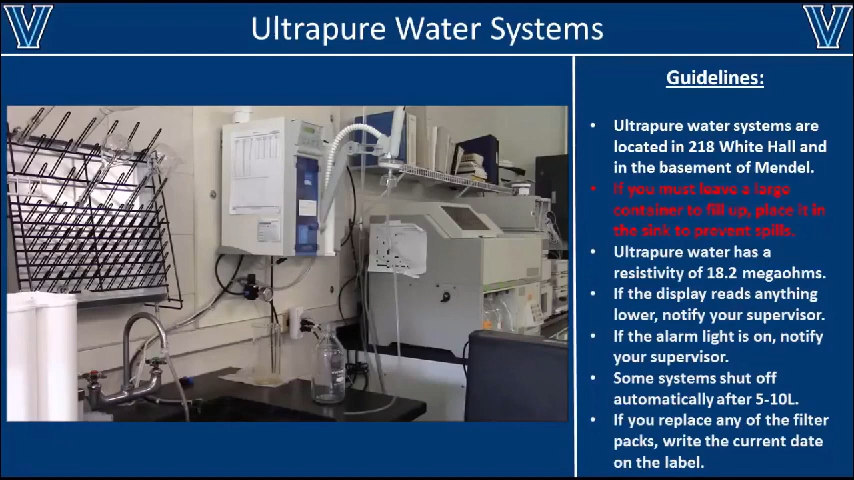 Ultrapure Water Systems
Guidelines:
• Ultrapure water systems are
located in 218 White Hall and
in the basement of Mendel.
• If you must leave a large
container to fill up, place it in
the sink to prevent spills.
• Ultrapure water has a
resistivity of 18.2 megaohms.
• If the display reads anything
lower, notify your supervisor.
• If the alarm light is on, notify
your supervisor.
• Some systems shut off
automatically after 5-10L.
• If you replace any of the filter
packs, write the current date
on the label.